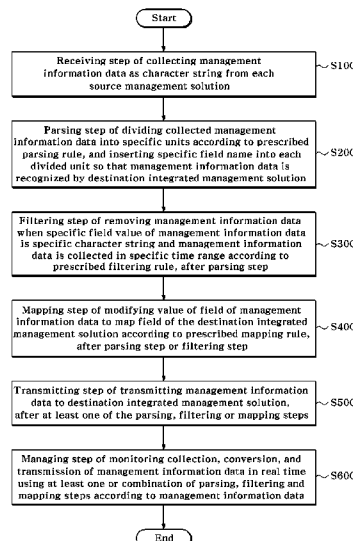 Start
Receiving step of collecting management
information data as character string from each
source management solution
S100
Parsing step of dividing collected management
information data into specific units according to prescribed
parsing rule, and inserting specific field name into each
divided unit so that management information data is
recognized by destination integrated management solution
S200
Filtering step of removing management information data
when specific field value of management information data
is specific character string and management information
data is collected in specific time range according to
prescribed filtering rule, after parsing step
S300
Mapping step of modifying value of field of management
information data to map field of the destination integrated
management solution according to prescribed mapping rule,
after parsing step or filtering step
S400
Transmitting step of transmitting management information
data to destination integrated management solution,
after at least one of the parsing, filtering or mapping steps
S500
Managing step of monitoring collection, conversion, and
transmission of management information data in real time
using at least one or combination of parsing, filtering and
mapping steps according to management information data
S600
End